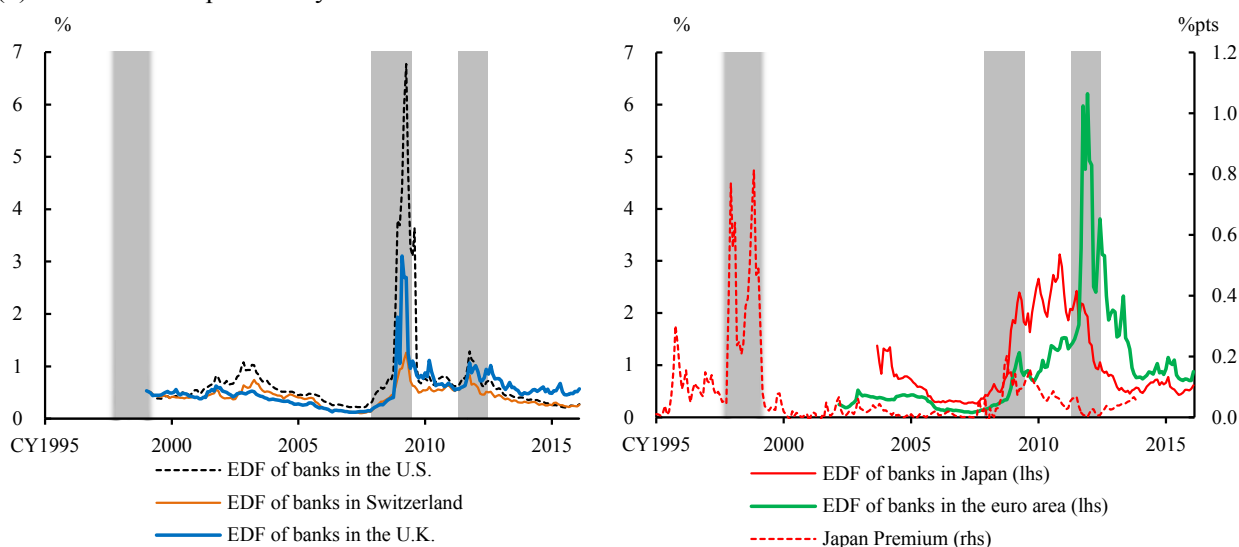 %
7
6
5
4
3
2
1
0
CY1995 2000 2005 2010 2015
EDF of banks in the U.S.
EDF of banks in Switzerland
EDF of banks in the U.K.
% %pts
7 1.2
6 1.0
5 0.8
4 0.6
3 0.4
2 0.2
1 0.0
0
CY1995 2000 2005 2010 2015
EDF of banks in Japan (lhs)
EDF of banks in the euro area (lhs)
Japan Premium (rhs)